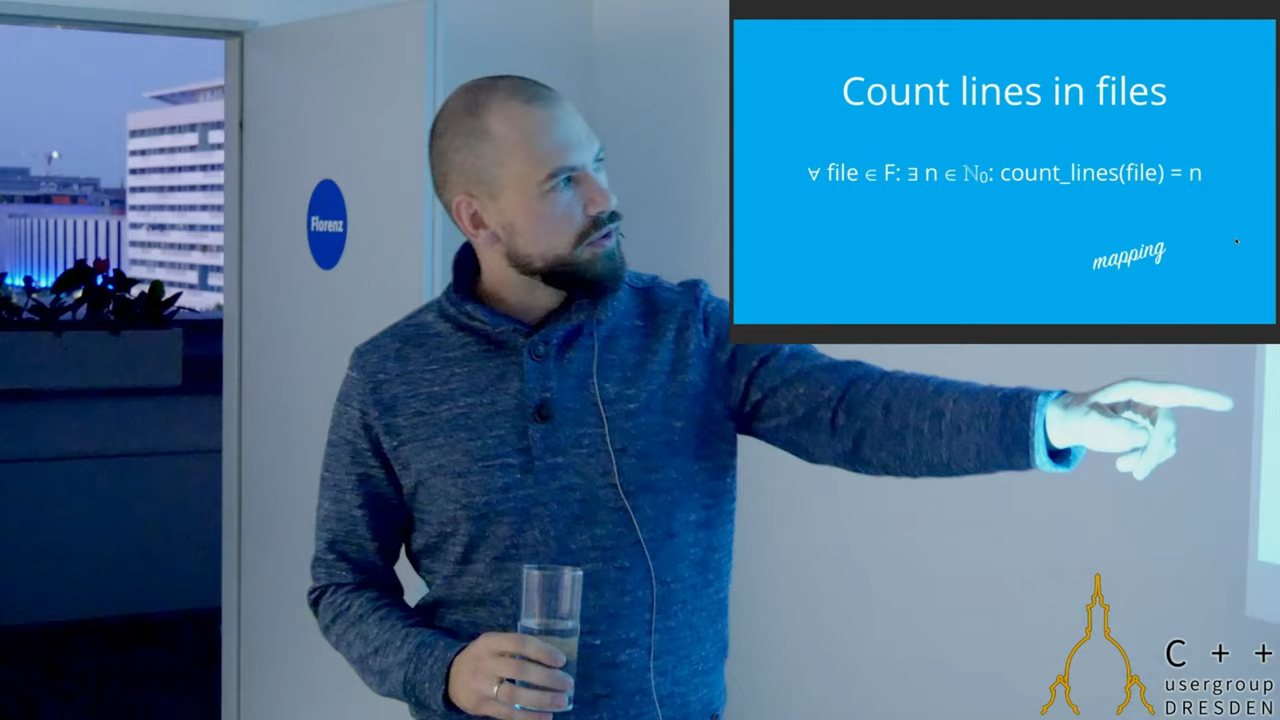 Count lines in files
∀ file ∈ F: ∃ n ∈ ℕ₀: count_lines(file) = n
mapping
Florenz
C + +
usergroup
DRESDEN